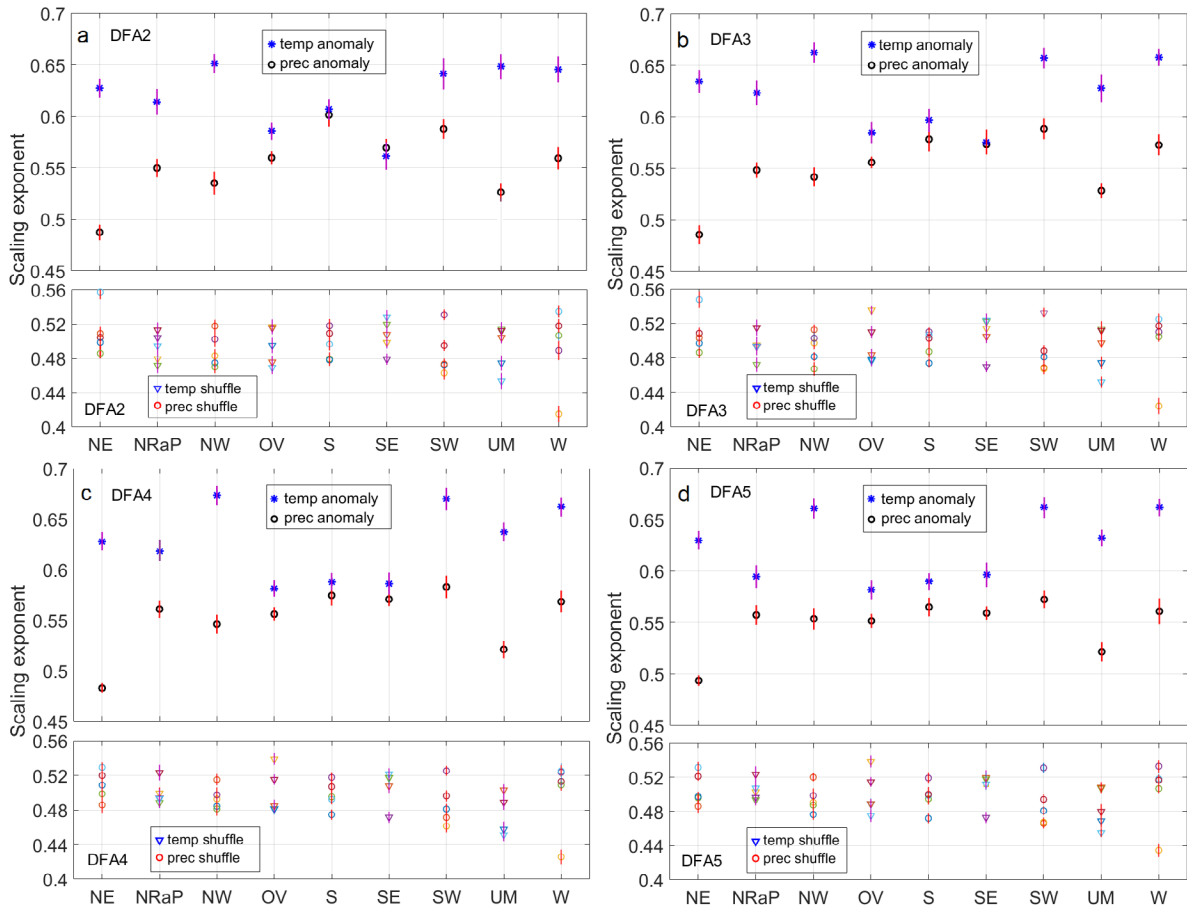 a DFA2
temp anomaly
prec anomaly
0.7
0.65
0.6
0.55
0.5
0.45
Scaling exponent
0.56
0.52
0.48
0.44
0.4
temp shuffle
prec shuffle
DFA2
NE NRaP NW OV S SE SW UM W
b DFA3
temp anomaly
prec anomaly
0.7
0.65
0.6
0.55
0.5
0.45
Scaling exponent
0.56
0.52
0.48
0.44
0.4
temp shuffle
prec shuffle
DFA3
NE NRaP NW OV S SE SW UM W
c DFA4
temp anomaly
prec anomaly
0.7
0.65
0.6
0.55
0.5
0.45
Scaling exponent
0.56
0.52
0.48
0.44
0.4
temp shuffle
prec shuffle
DFA4
NE NRaP NW OV S SE SW UM W
d DFA5
temp anomaly
prec anomaly
0.7
0.65
0.6
0.55
0.5
0.45
Scaling exponent
0.56
0.52
0.48
0.44
0.4
temp shuffle
prec shuffle
DFA5
NE NRaP NW OV S SE SW UM W